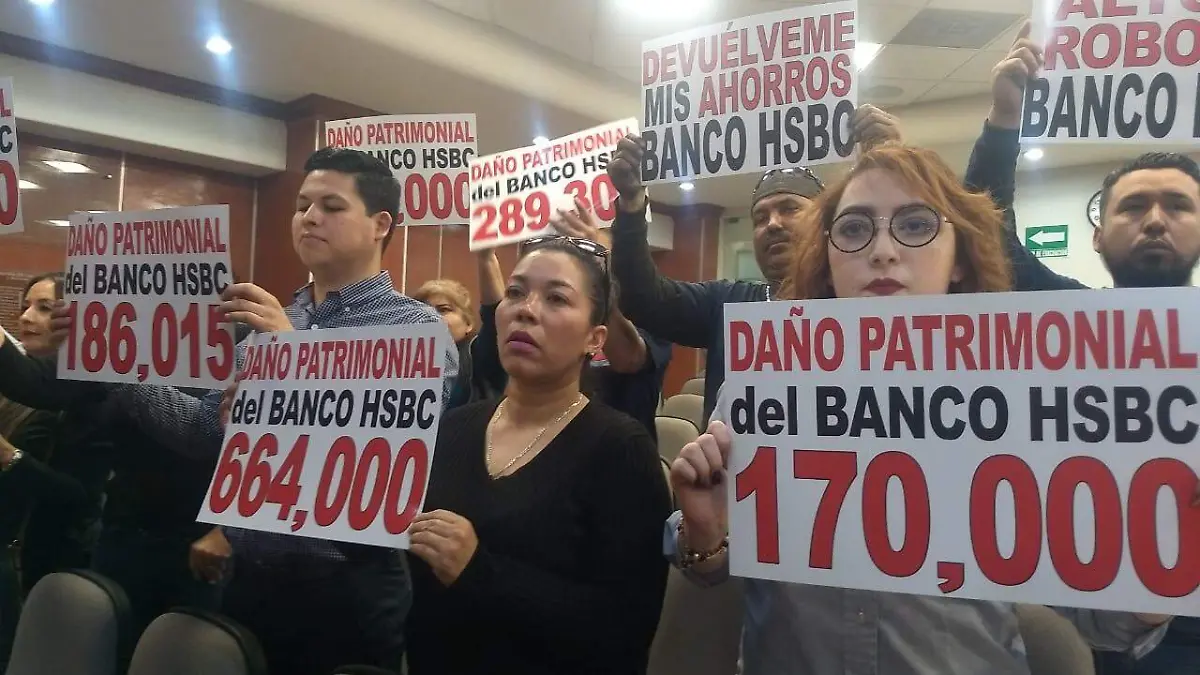 DAÑO PATRIMONIAL
BANCO HSBC
,000
DAÑO PATRIMONIAL
del BANCO
289,30
DEVUÉLVEME
MIS AHORROS
BANCO HSBC
ROBO
BANCO
0
DAÑO PATRIMONIAL
del BANCO HSBC
186,015
DAÑO PATRIMONIAL
del BANCO HSBC
664,000
DAÑO PATRIMONIAL
del BANCO HSBC
170,000